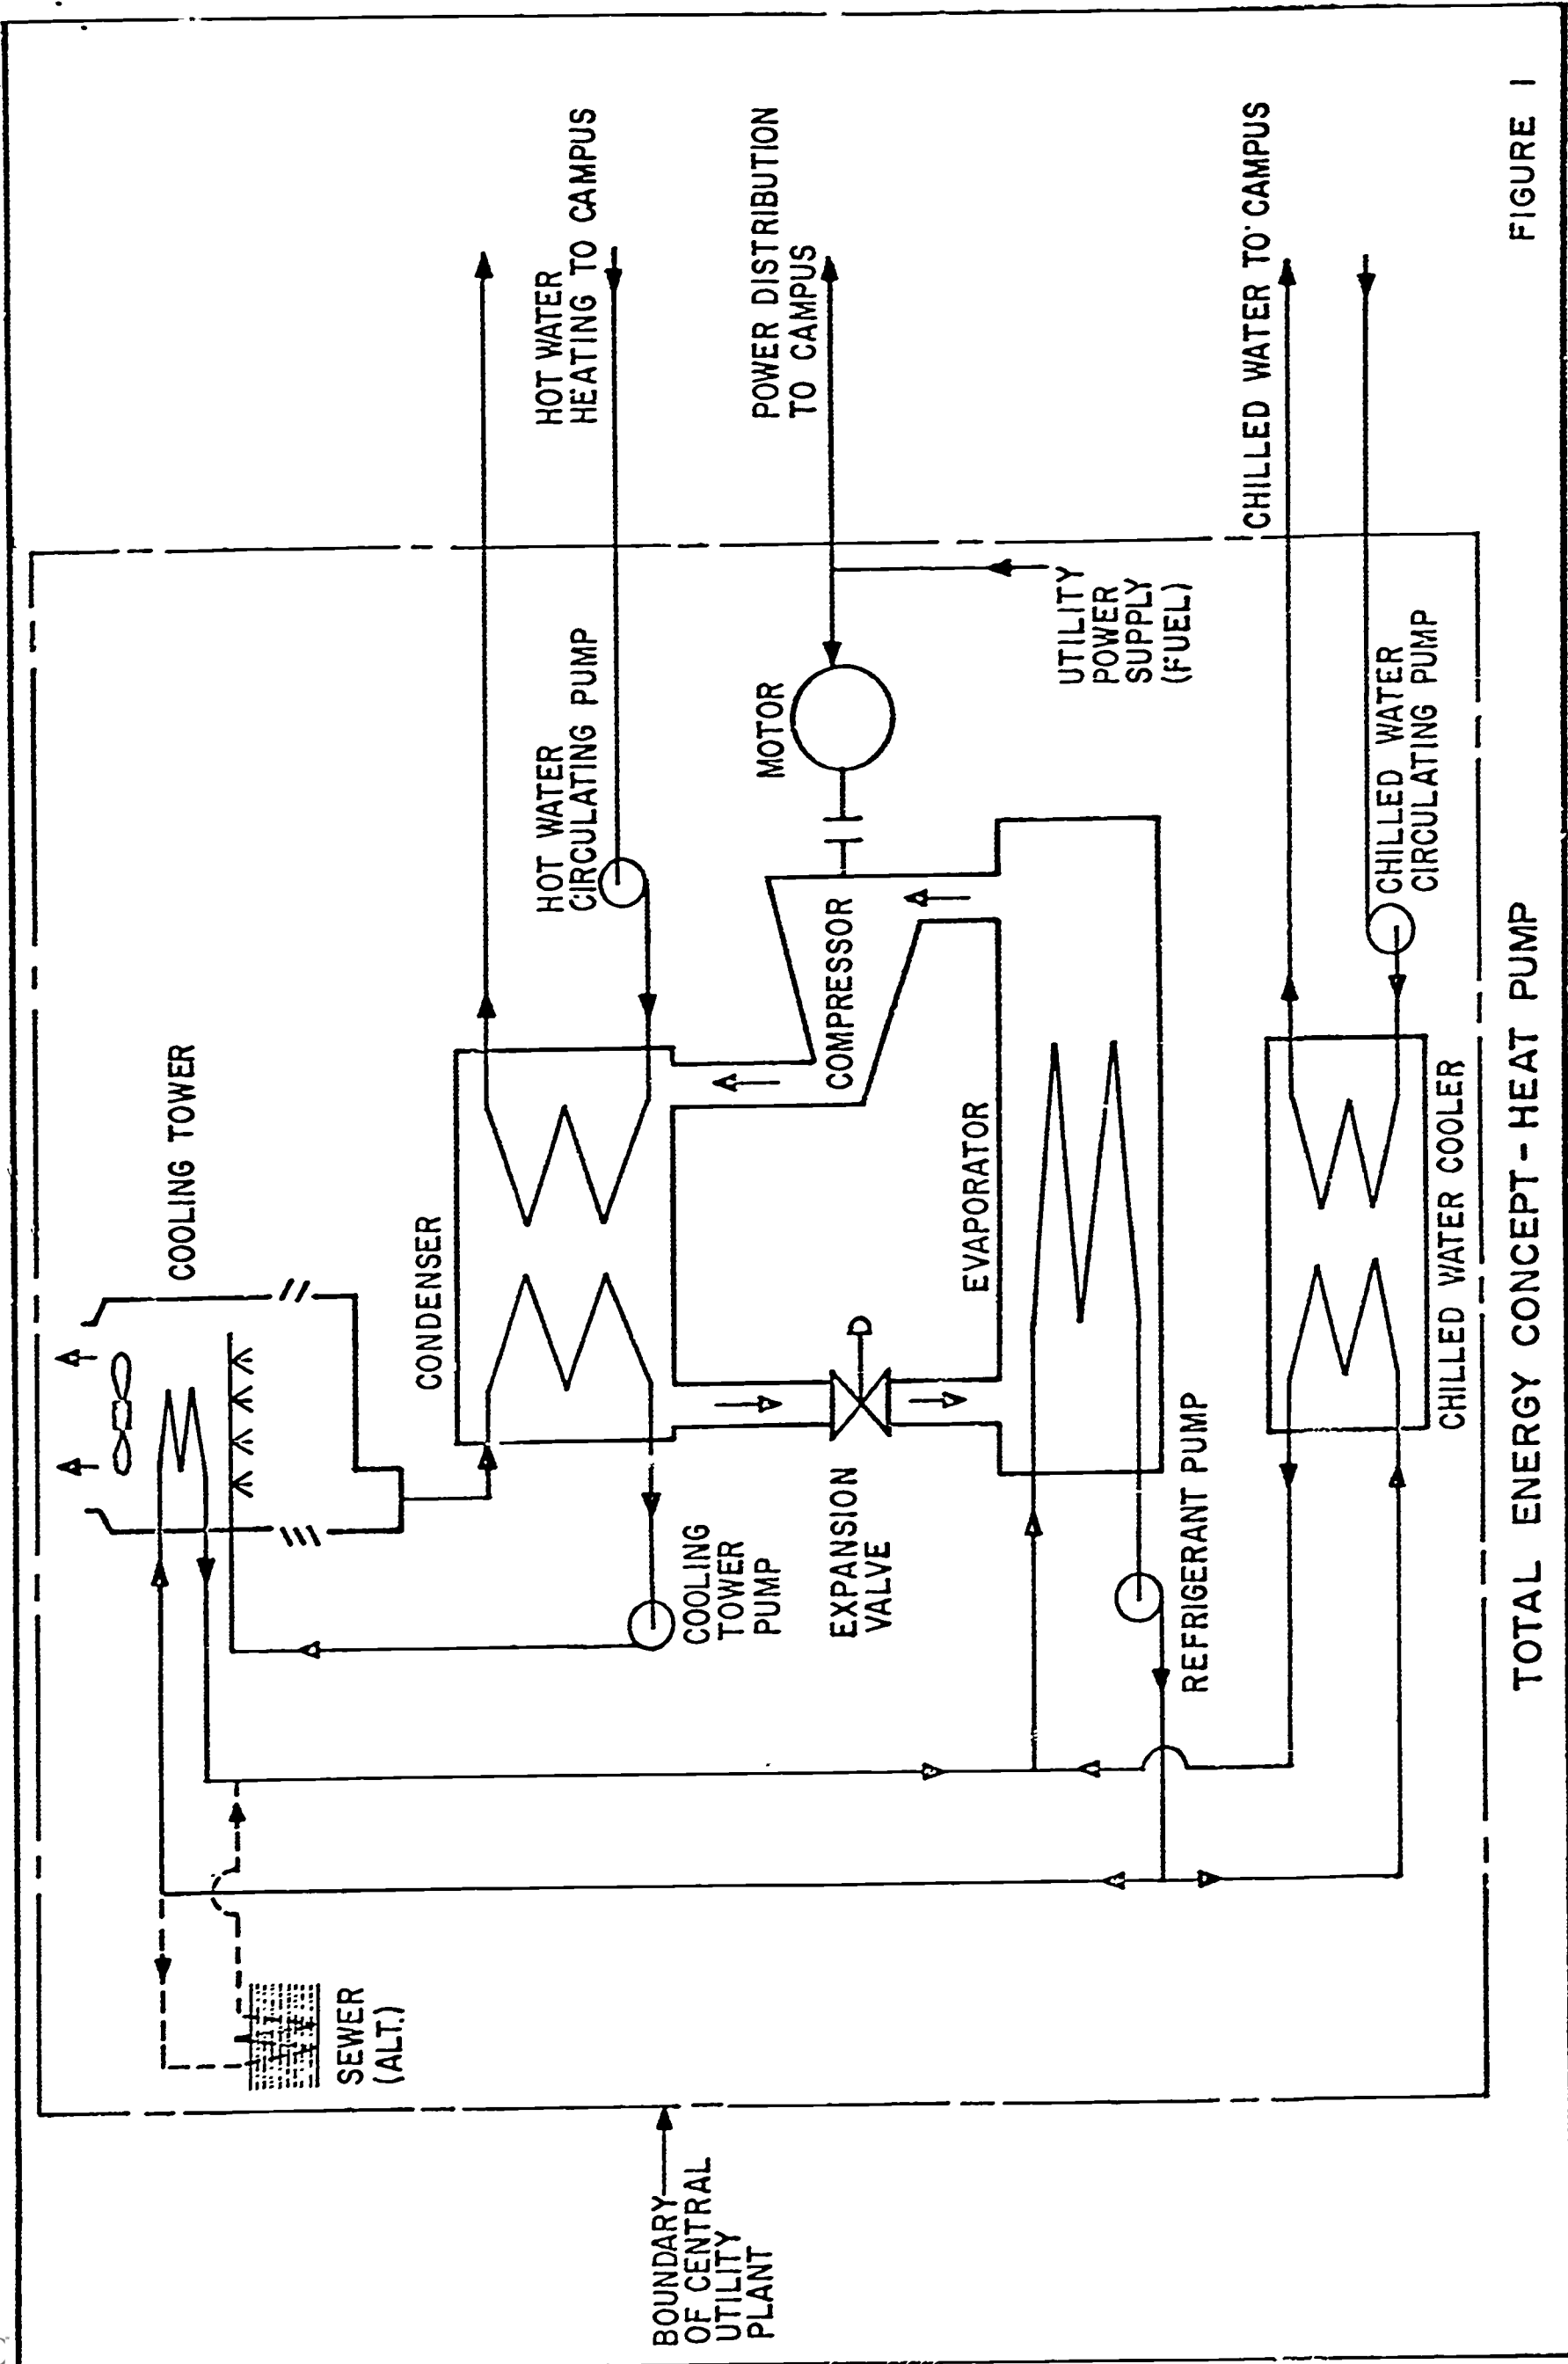 COOLING TOWER
SEWER
(ALT.)
HOT WATER
HEATING TO CAMPUS
HOT WATER
CIRCULATING PUMP
CONDENSER
COOLING
TOWER
PUMP
BOUNDARY
OF CENTRAL
UTILITY
PLANT
POWER DISTRIBUTION
TO CAMPUS
MOTOR
COMPRESSOR
EXPANSION
VALVE
EVAPORATOR
UTILITY
POWER
SUPPLY
(FUEL)
REFRIGERANT PUMP
CHILLED WATER TO CAMPUS
CHILLED WATER
CIRCULATING PUMP
CHILLED WATER COOLER
TOTAL ENERGY CONCEPT - HEAT PUMP
FIGURE 1